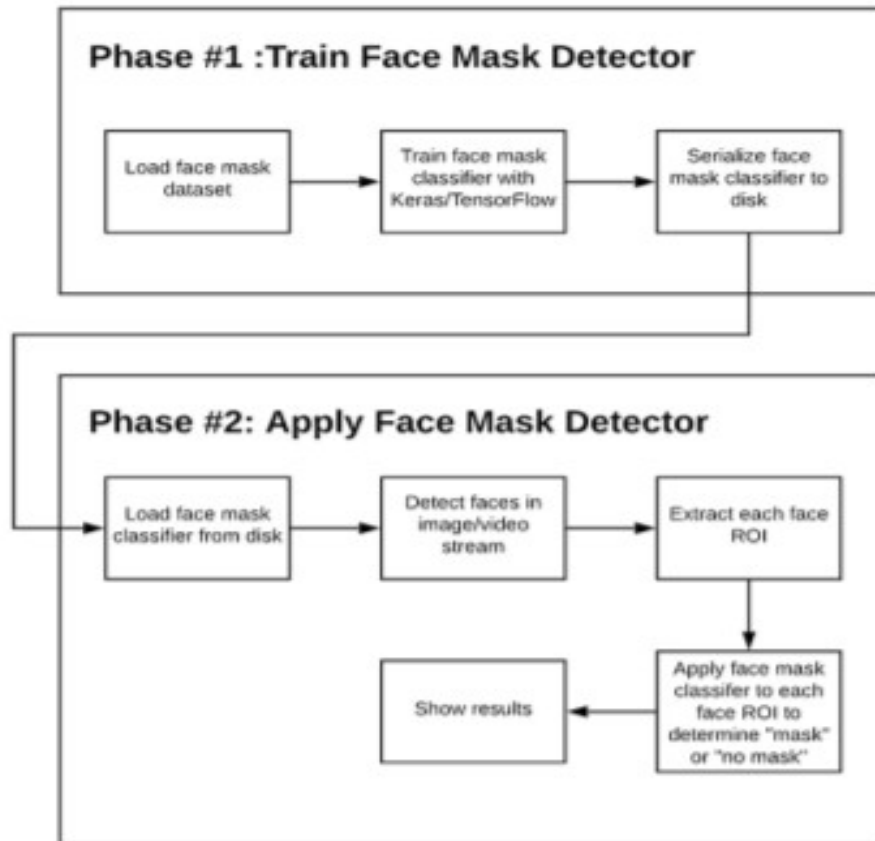 Phase #1 :Train Face Mask Detector
Load face mask
dataset
Train face mask
classifier with
Keras/TensorFlow
Serialize face
mask classifier to
disk
Phase #2: Apply Face Mask Detector
Load face mask
classifier from disk
Detect faces in
image/video
stream
Extract each face
ROI
Apply face mask
classifer to each
face ROI to
determine "mask"
or "no mask"
Show results